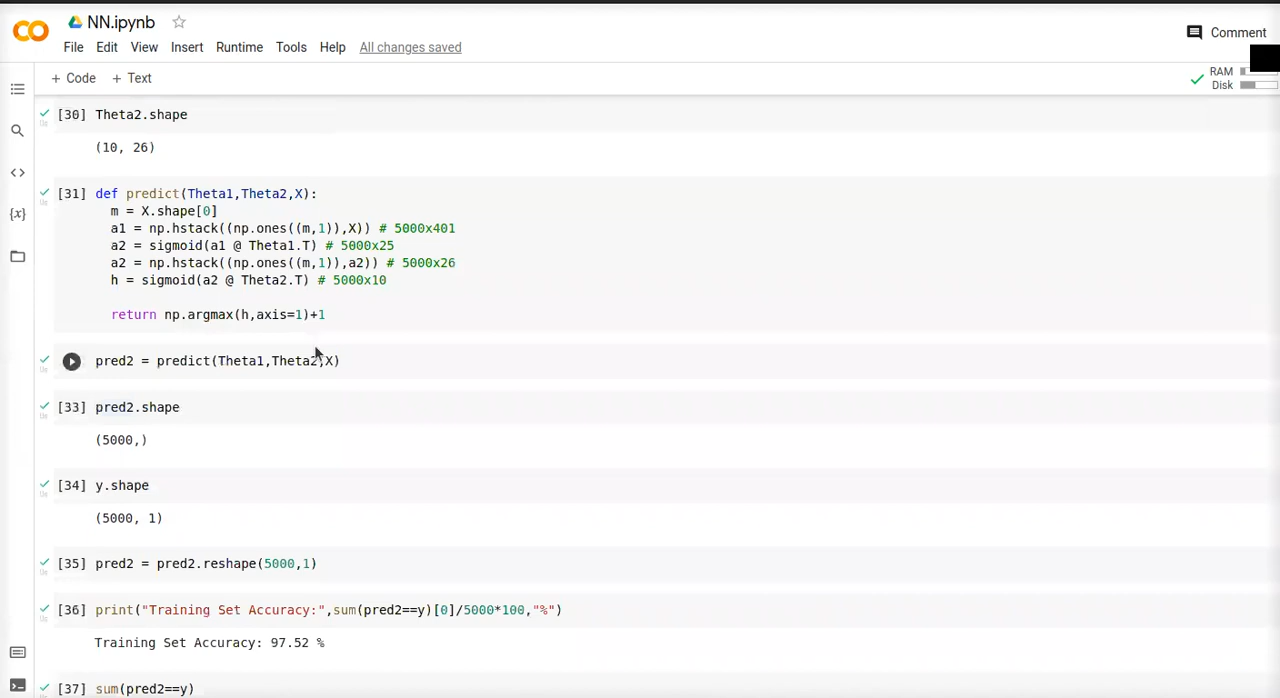 NN.ipynb
File Edit View Insert Runtime Tools Help All changes saved
Comment
+ Code + Text
RAM
Disk
[30] Theta2.shape
(10, 26)
[31] def predict(Theta1,Theta2,X):
m = X.shape[0]
a1 = np.hstack((np.ones((m,1)),X)) # 5000x401
a2 = sigmoid(a1 @ Theta1.T) # 5000x25
a2 = np.hstack((np.ones((m,1)),a2)) # 5000x26
h = sigmoid(a2 @ Theta2.T) # 5000x10
return np.argmax(h,axis=1)+1
pred2 = predict(Theta1,Theta2,X)
[33] pred2.shape
(5000,)
[34] y.shape
(5000, 1)
[35] pred2 = pred2.reshape(5000,1)
[36] print("Training Set Accuracy:",sum(pred2==y)[0]/5000*100,"%")
Training Set Accuracy: 97.52 %
[37] sum(pred2==y)